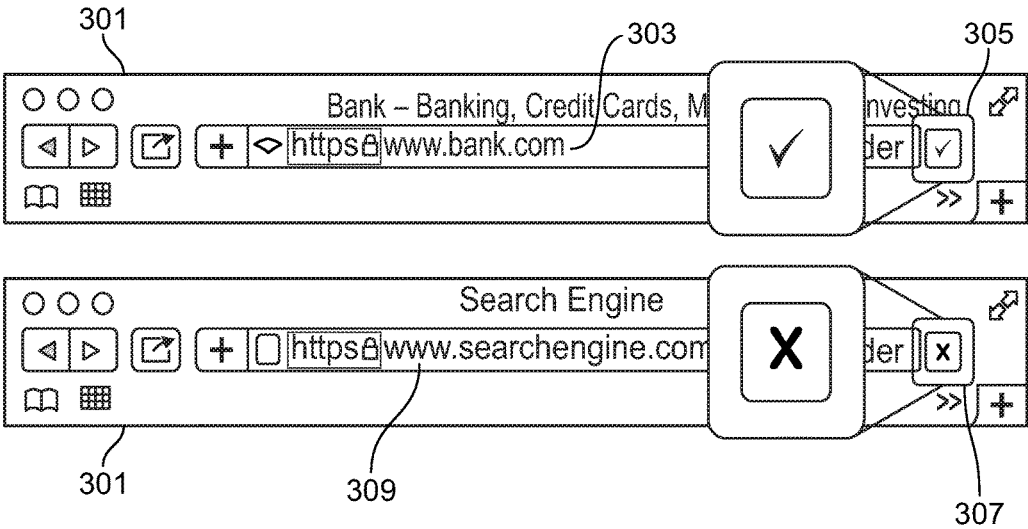 301
303
305
Bank – Banking, Credit Cards, M nvesting
https www.bank.com der
>>
Search Engine
https www.searchengine.com X der X
>>
301
309
307